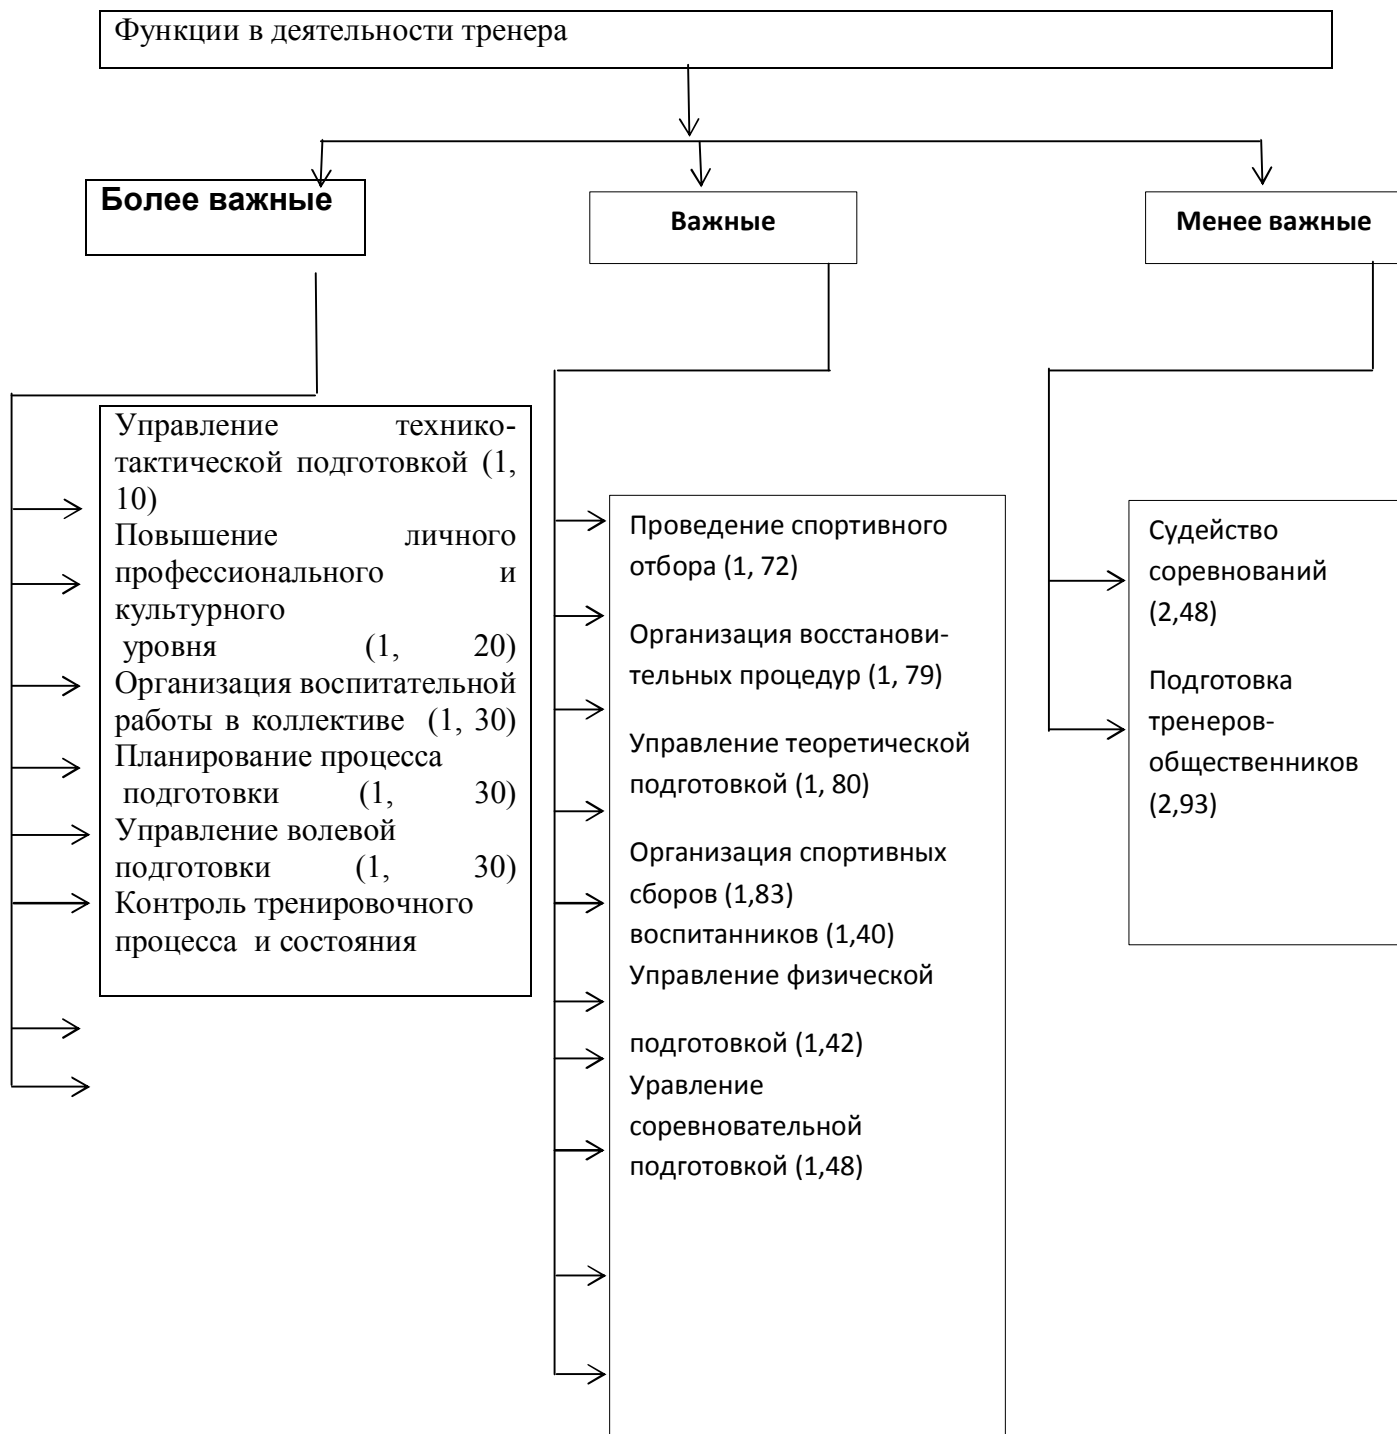 Функции в деятельности тренера
Более важные
Важные
Менее важные
Управление технико-
тактической подготовкой (1,
10)
Повышение личного
профессионального и
культурного
уровня (1, 20)
Организация воспитательной
работы в коллективе (1, 30)
Планирование процесса
подготовки (1, 30)
Управление волевой
подготовки (1, 30)
Контроль тренировочного
процесса и состояния
Проведение спортивного
отбора (1, 72)
Организация восстанови-
тельных процедур (1, 79)
Управление теоретической
подготовкой (1, 80)
Организация спортивных
сборов (1,83)
воспитанников (1,40)
Управление физической
подготовкой (1,42)
Уравление
соревновательной
подготовкой (1,48)
Судейство
соревнований
(2,48)
Подготовка
тренеров-
общественников
(2,93)